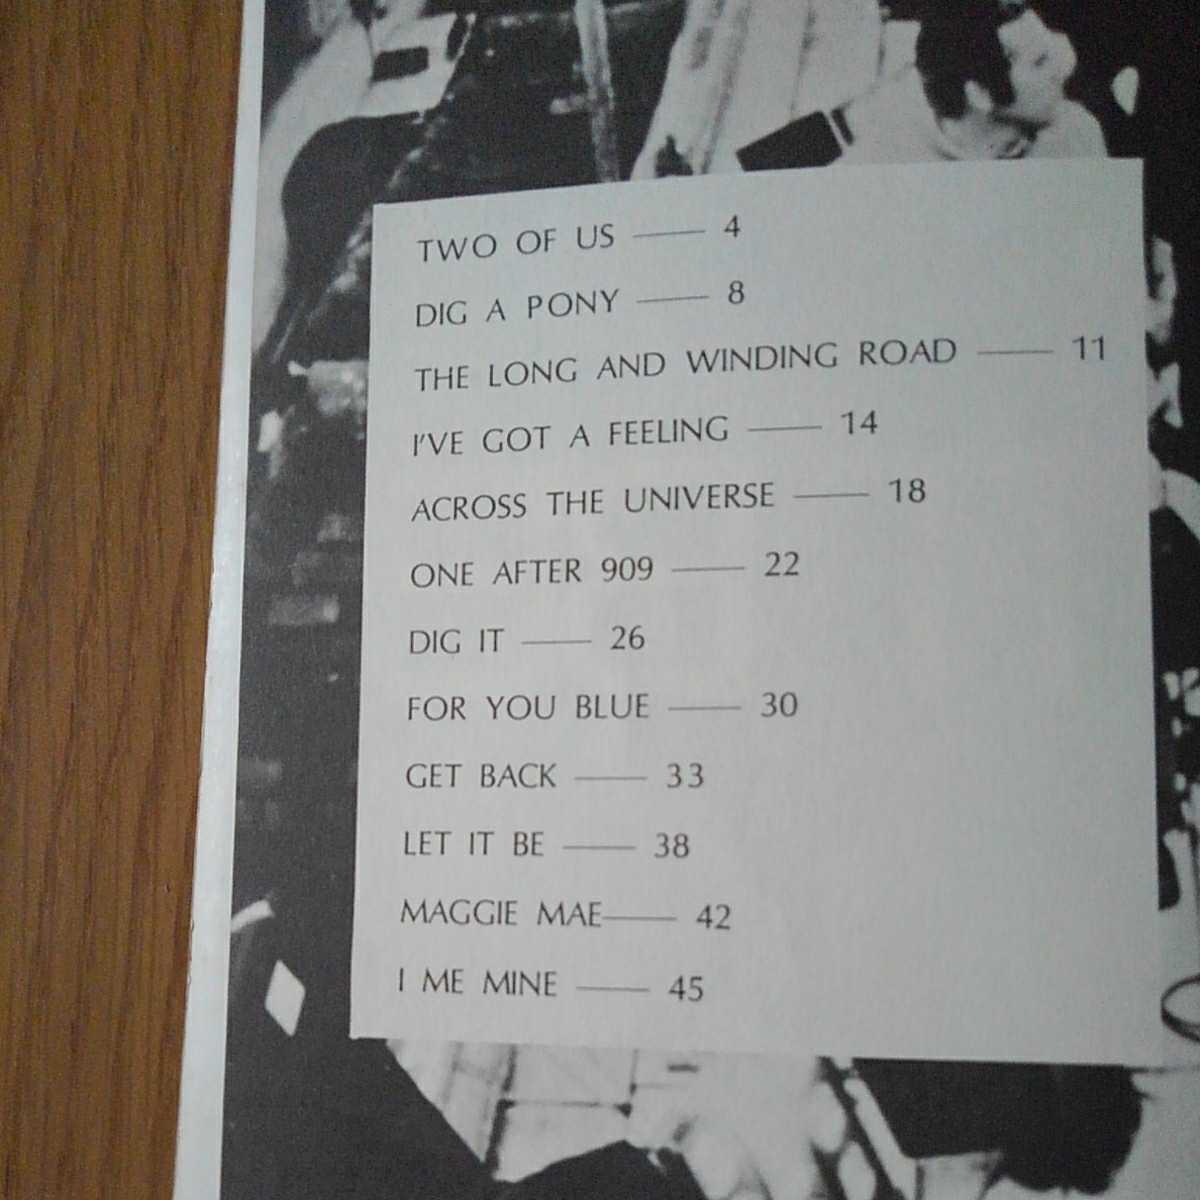 TWO OF US —— 4
DIG A PONY —— 8
THE LONG AND WINDING ROAD —— 11
I'VE GOT A FEELING —— 14
ACROSS THE UNIVERSE —— 18
ONE AFTER 909 —— 22
DIG IT —— 26
FOR YOU BLUE —— 30
GET BACK —— 33
LET IT BE —— 38
MAGGIE MAE—— 42
I ME MINE —— 45